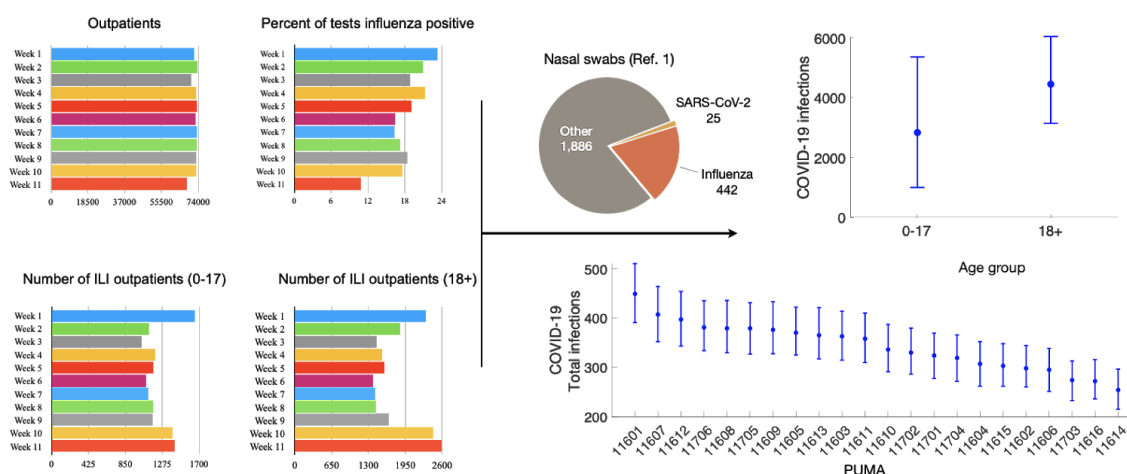 Outpatients
Week 1
Week 2
Week 3
Week 4
Week 5
Week 6
Week 7
Week 8
Week 9
Week 10
Week 11
0 18500 37000 55500 74000
Percent of tests influenza positive
Week 1
Week 2
Week 3
Week 4
Week 5
Week 6
Week 7
Week 8
Week 9
Week 10
Week 11
0 6 12 18 24
Number of ILI outpatients (0-17)
Week 1
Week 2
Week 3
Week 4
Week 5
Week 6
Week 7
Week 8
Week 9
Week 10
Week 11
0 425 850 1275 1700
Number of ILI outpatients (18+)
Week 1
Week 2
Week 3
Week 4
Week 5
Week 6
Week 7
Week 8
Week 9
Week 10
Week 11
0 650 1300 1950 2600
Nasal swabs (Ref. 1)
SARS-CoV-2
25
Other
1,886
Influenza
442
COVID-19 infections
6000
4000
2000
0
0-17 18+
Age group
COVID-19
Total infections
500
400
300
200
11601 11607 11612 11706 11608 11705 11609 11605 11613 11603 11611 11610 11702 11701 11704 11604 11615 11602 11606 11703 11616 11614
PUMA